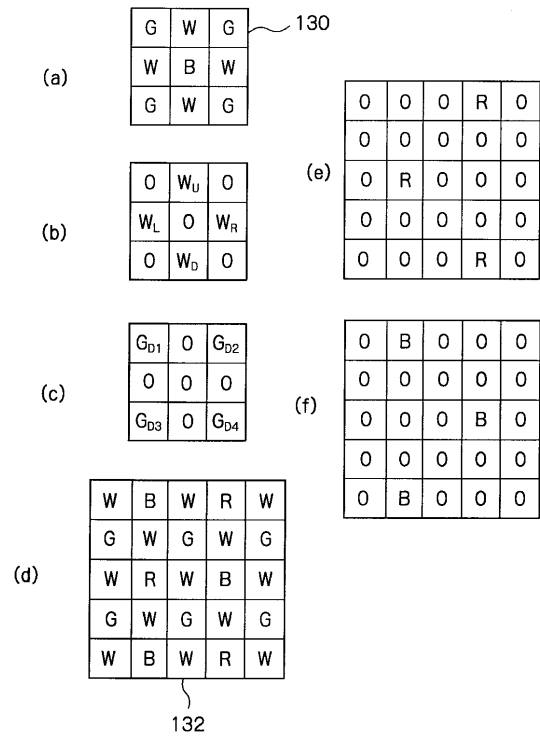 (a)
G W G
W B W
G W G
130
(b)
0 WU 0
WL 0 WR
0 WD 0
(c)
GD1 0 GD2
0 0 0
GD3 0 GD4
(d)
W B W R W
G W G W G
W R W B W
G W G W G
W B W R W
132
(e)
0 0 0 R 0
0 0 0 0 0
0 R 0 0 0
0 0 0 0 0
0 0 0 R 0
(f)
0 B 0 0 0
0 0 0 0 0
0 0 0 B 0
0 0 0 0 0
0 B 0 0 0